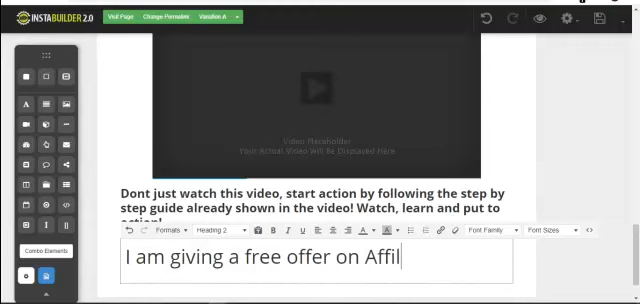 INSTABUILDER 2.0
Visit Page Change Permalink Variation A
Video Placeholder
Your Actual Video Will Be Displayed Here
Dont just watch this video, start action by following the step by
step guide already shown in the video! Watch, learn and put to
action!
Formats Heading 2 B I U A A Font Family Font Sizes
I am giving a free offer on Affil
Combo Elements